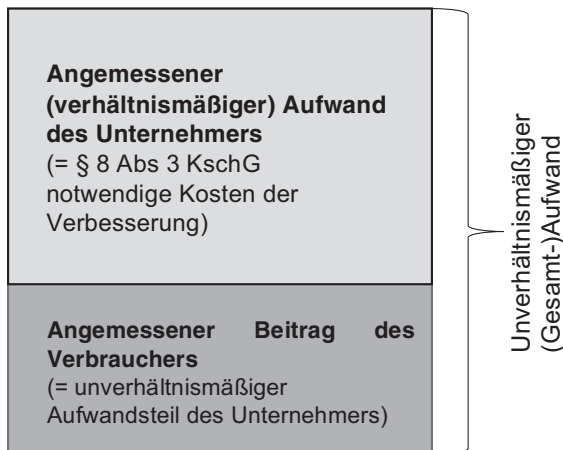 Angemessener
(verhältnismäßiger) Aufwand
des Unternehmers
(= § 8 Abs 3 KschG
notwendige Kosten der
Verbesserung)
Angemessener Beitrag des
Verbrauchers
(= unverhältnismäßiger
Aufwandsteil des Unternehmers)
Unverhältnismäßiger
(Gesamt-)Aufwand